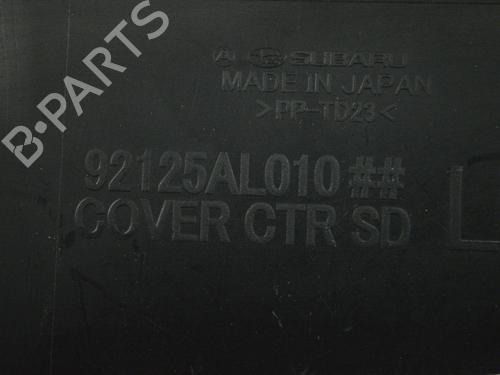 B-PARTS
SUBARU
MADE IN JAPAN
>PP-TD23<
92125AL010##
COVER CTR SD
L